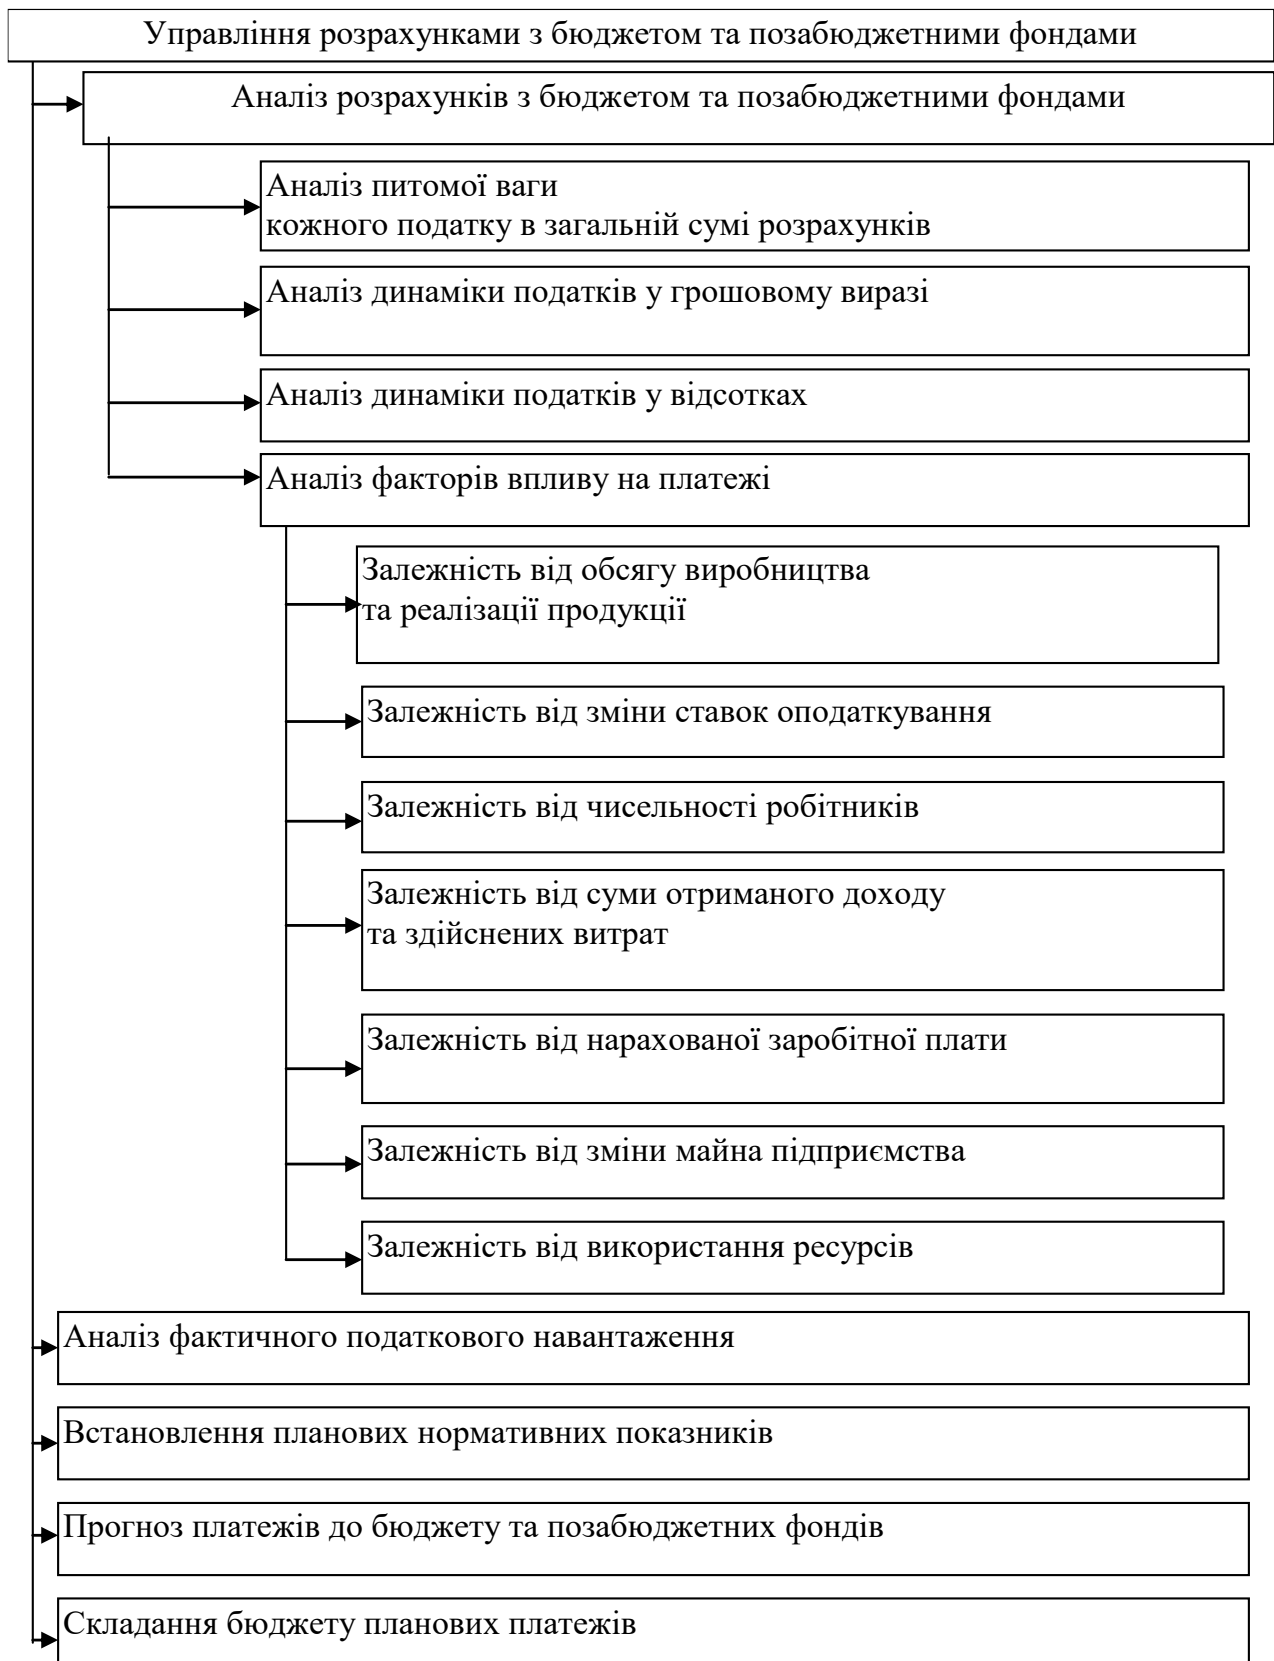 Управління розрахунками з бюджетом та позабюджетними фондами
Аналіз розрахунків з бюджетом та позабюджетними фондами
Аналіз питомої ваги
кожного податку в загальній сумі розрахунків
Аналіз динаміки податків у грошовому виразі
Аналіз динаміки податків у відсотках
Аналіз факторів впливу на платежі
Залежність від обсягу виробництва
та реалізації продукції
Залежність від зміни ставок оподаткування
Залежність від чисельності робітників
Залежність від суми отриманого доходу
та здійснених витрат
Залежність від нарахованої заробітної плати
Залежність від зміни майна підприємства
Залежність від використання ресурсів
Аналіз фактичного податкового навантаження
Встановлення планових нормативних показників
Прогноз платежів до бюджету та позабюджетних фондів
Складання бюджету планових платежів